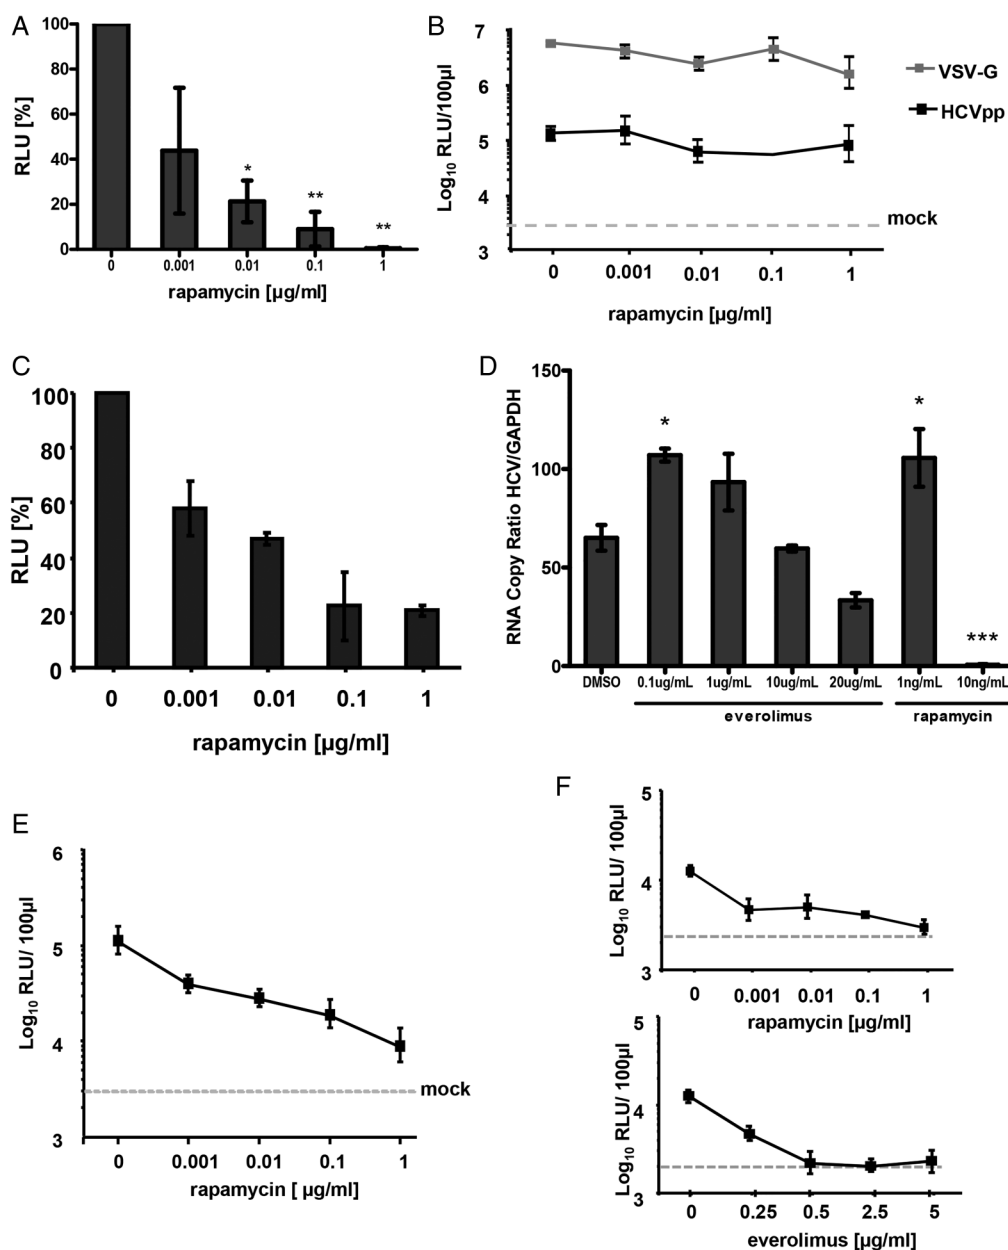 A
RLU [%]
100
80
60
40
20
0
*
**
**
0
0.001
0.01
0.1
1
rapamycin [µg/ml]
B
Log10 RLU/100µl
7
6
5
4
3
VSV-G
HCVpp
mock
0
0.001
0.01
0.1
1
rapamycin [µg/ml]
C
RLU [%]
100
80
60
40
20
0
0
0.001
0.01
0.1
1
rapamycin [µg/ml]
D
RNA Copy Ratio HCV/GAPDH
150
100
50
0
*
*
***
DMSO
0.1ug/mL
1ug/mL
10ug/mL
20ug/mL
1ng/mL
10ng/mL
everolimus
rapamycin
E
Log10 RLU/ 100µl
6
5
4
3
mock
0
0.001
0.01
0.1
1
rapamycin [ µg/ml]
F
Log10 RLU/ 100µl
5
4
3
0
0.001
0.01
0.1
1
rapamycin [µg/ml]
Log10 RLU/ 100µl
5
4
3
0
0.25
0.5
2.5
5
everolimus [µg/ml]